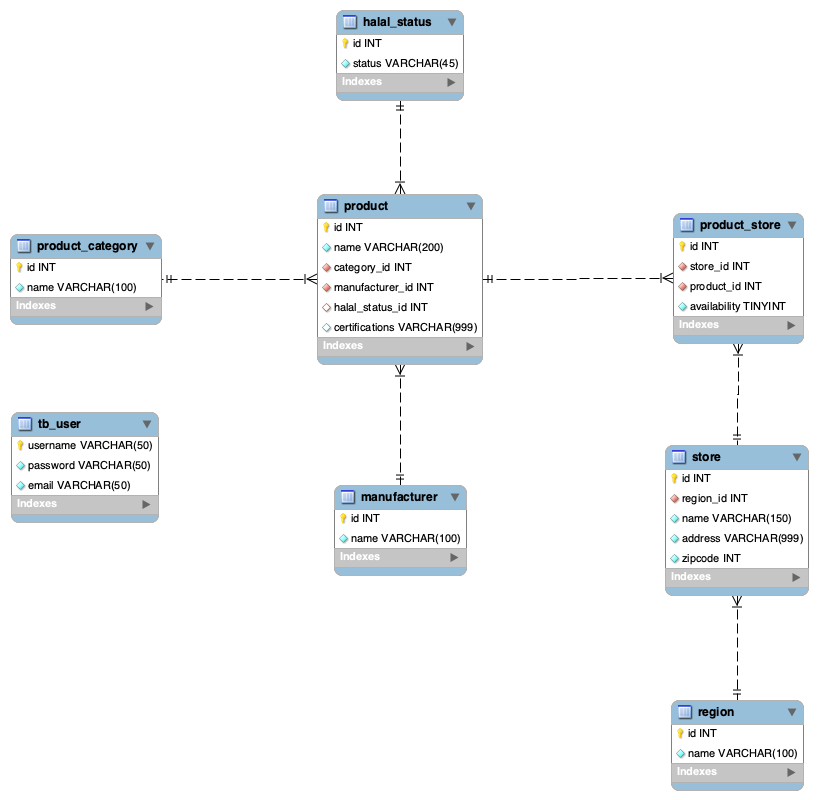 halal_status
id INT
status VARCHAR(45)
Indexes
product
id INT
name VARCHAR(200)
category_id INT
manufacturer_id INT
halal_status_id INT
certifications VARCHAR(999)
Indexes
product_store
id INT
store_id INT
product_id INT
availability TINYINT
Indexes
product_category
id INT
name VARCHAR(100)
Indexes
tb_user
username VARCHAR(50)
password VARCHAR(50)
email VARCHAR(50)
Indexes
manufacturer
id INT
name VARCHAR(100)
Indexes
store
id INT
region_id INT
name VARCHAR(150)
address VARCHAR(999)
zipcode INT
Indexes
region
id INT
name VARCHAR(100)
Indexes